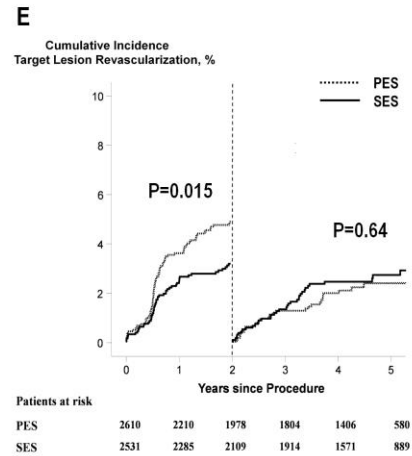 E
Cumulative Incidence
Target Lesion Revascularization, %
PES
SES
10
8
6
4
2
0
P=0.015
P=0.64
0 1 2 3 4 5
Years since Procedure
Patients at risk
PES 2610 2210 1978 1804 1406 580
SES 2531 2285 2109 1914 1571 889